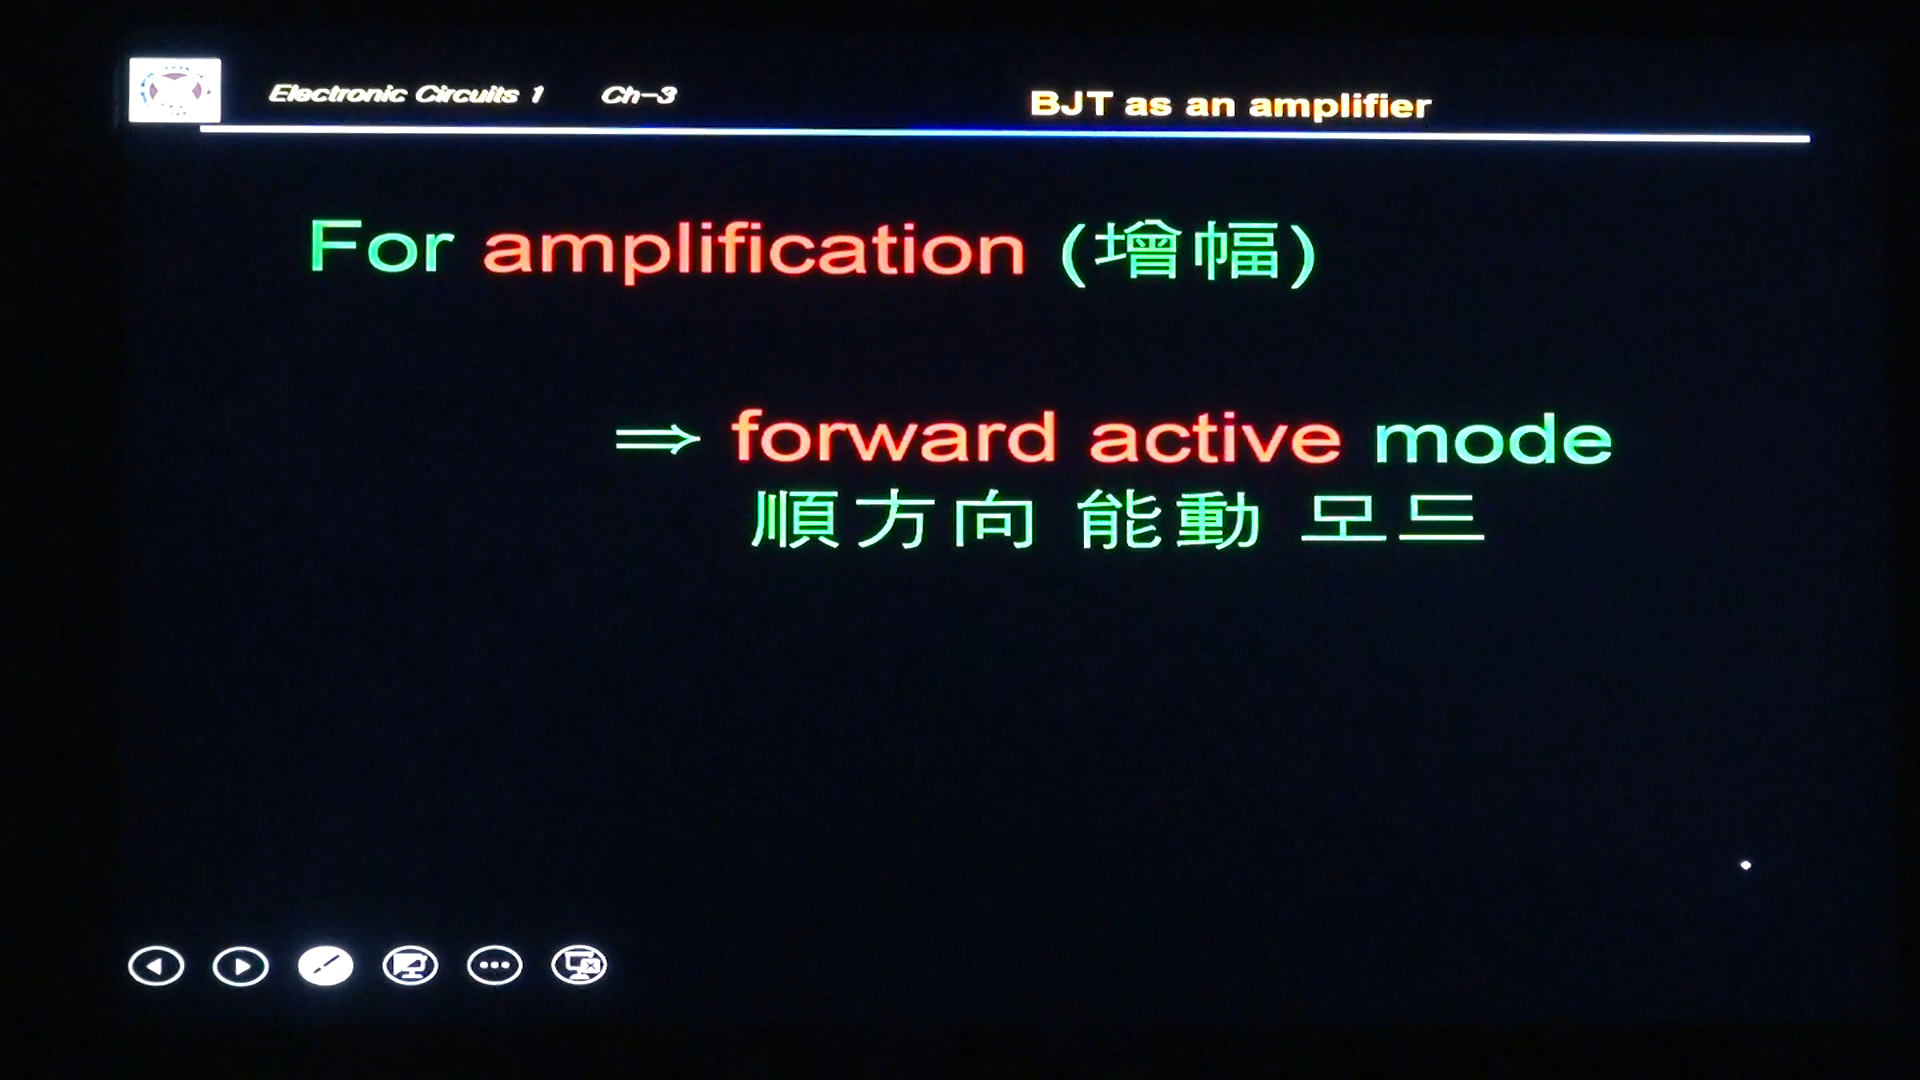 Electronic Circuits 1 Ch-3 BJT as an amplifier
For amplification (增幅)
⇒ forward active mode
順方向 能動 모드